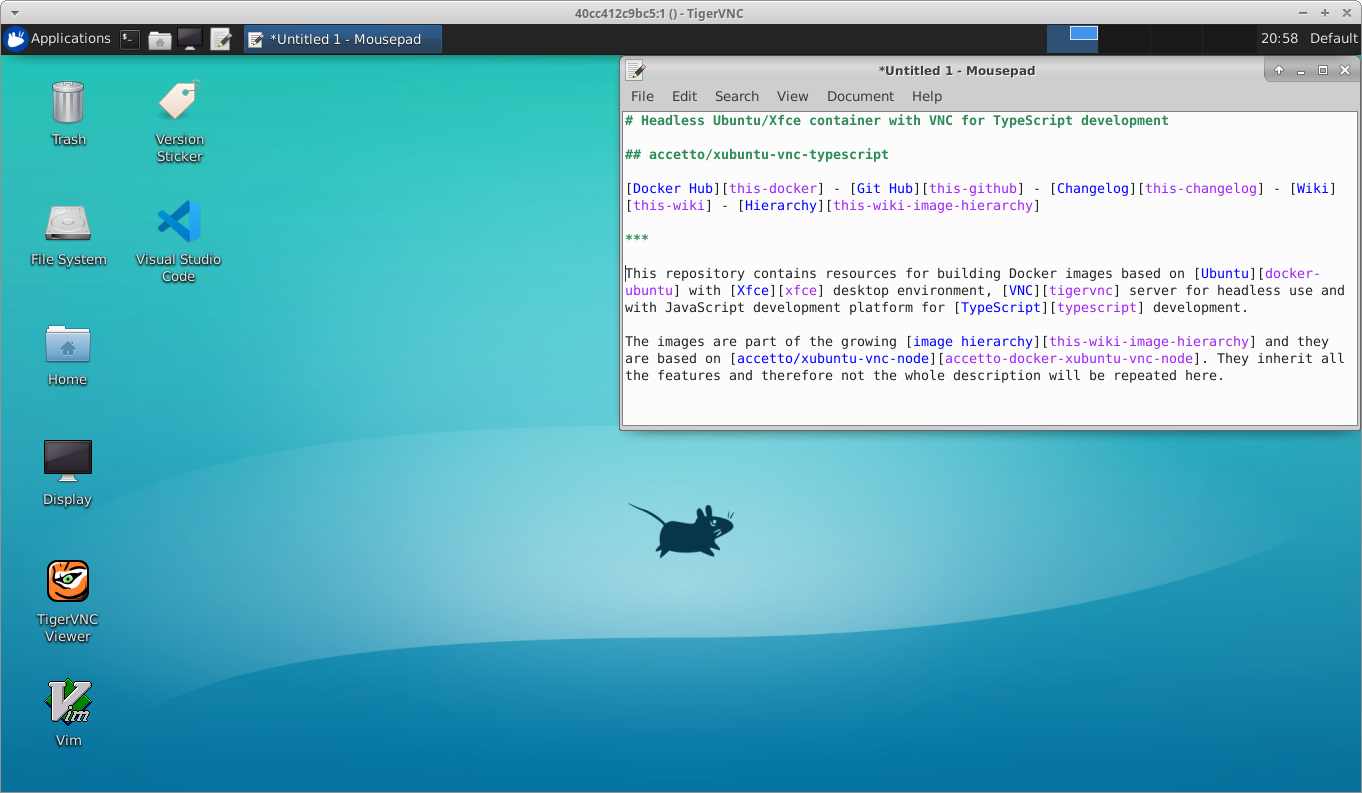 40cc412c9bc5:1 () - TigerVNC
Applications
*Untitled 1 - Mousepad
20:58
Default
Trash
Version
Sticker
File System
Visual Studio
Code
Home
Display
TigerVNC
Viewer
Vim
*Untitled 1 - Mousepad
File Edit Search View Document Help
# Headless Ubuntu/Xfce container with VNC for TypeScript development
## accetto/xubuntu-vnc-typescript
[Docker Hub][this-docker] - [Git Hub][this-github] - [Changelog][this-changelog] - [Wiki]
[this-wiki] - [Hierarchy][this-wiki-image-hierarchy]
***
This repository contains resources for building Docker images based on [Ubuntu][docker-
ubuntu] with [Xfce][xfce] desktop environment, [VNC][tigervnc] server for headless use and
with JavaScript development platform for [TypeScript][typescript] development.
The images are part of the growing [image hierarchy][this-wiki-image-hierarchy] and they
are based on [accetto/xubuntu-vnc-node][accetto-docker-xubuntu-vnc-node]. They inherit all
the features and therefore not the whole description will be repeated here.